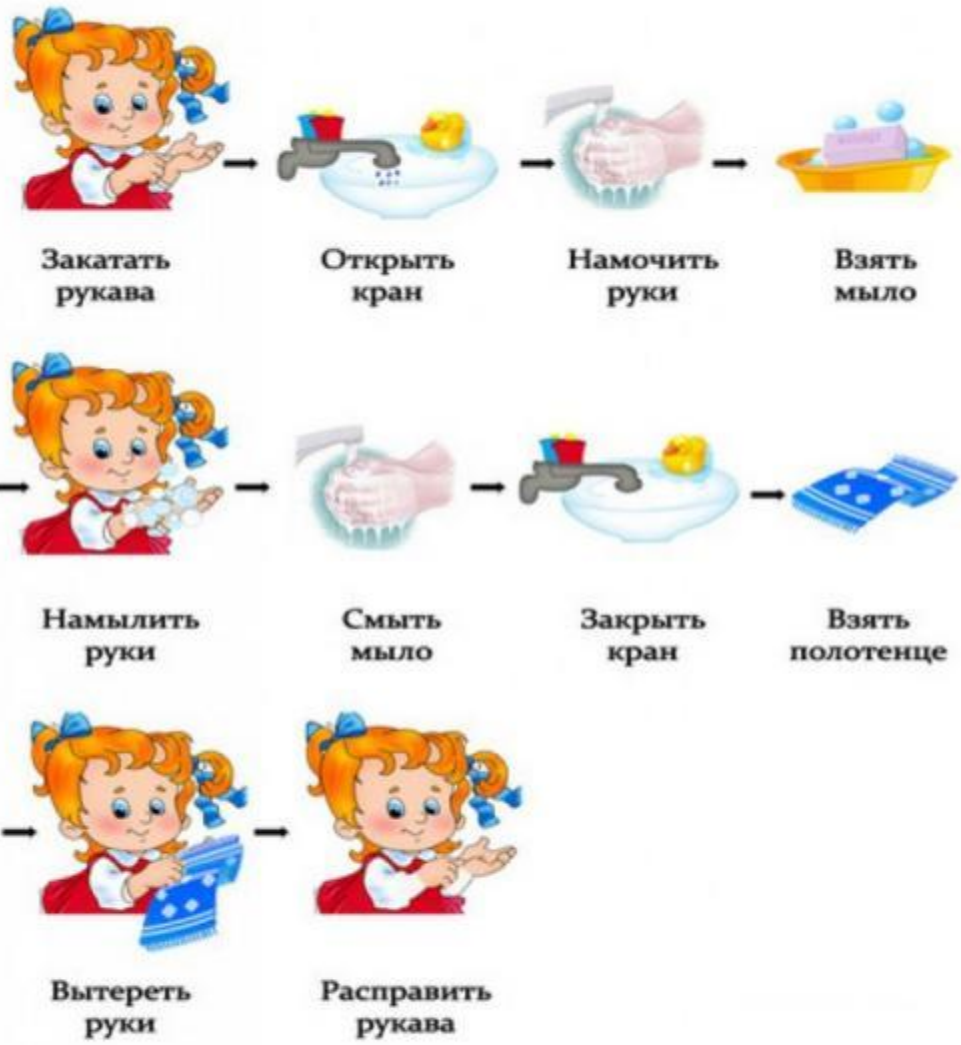 Закатать
рукава
Открыть
кран
Намочить
руки
Взять
мыло
Намылить
руки
Смыть
мыло
Закрыть
кран
Взять
полотенце
Вытереть
руки
Расправить
рукава